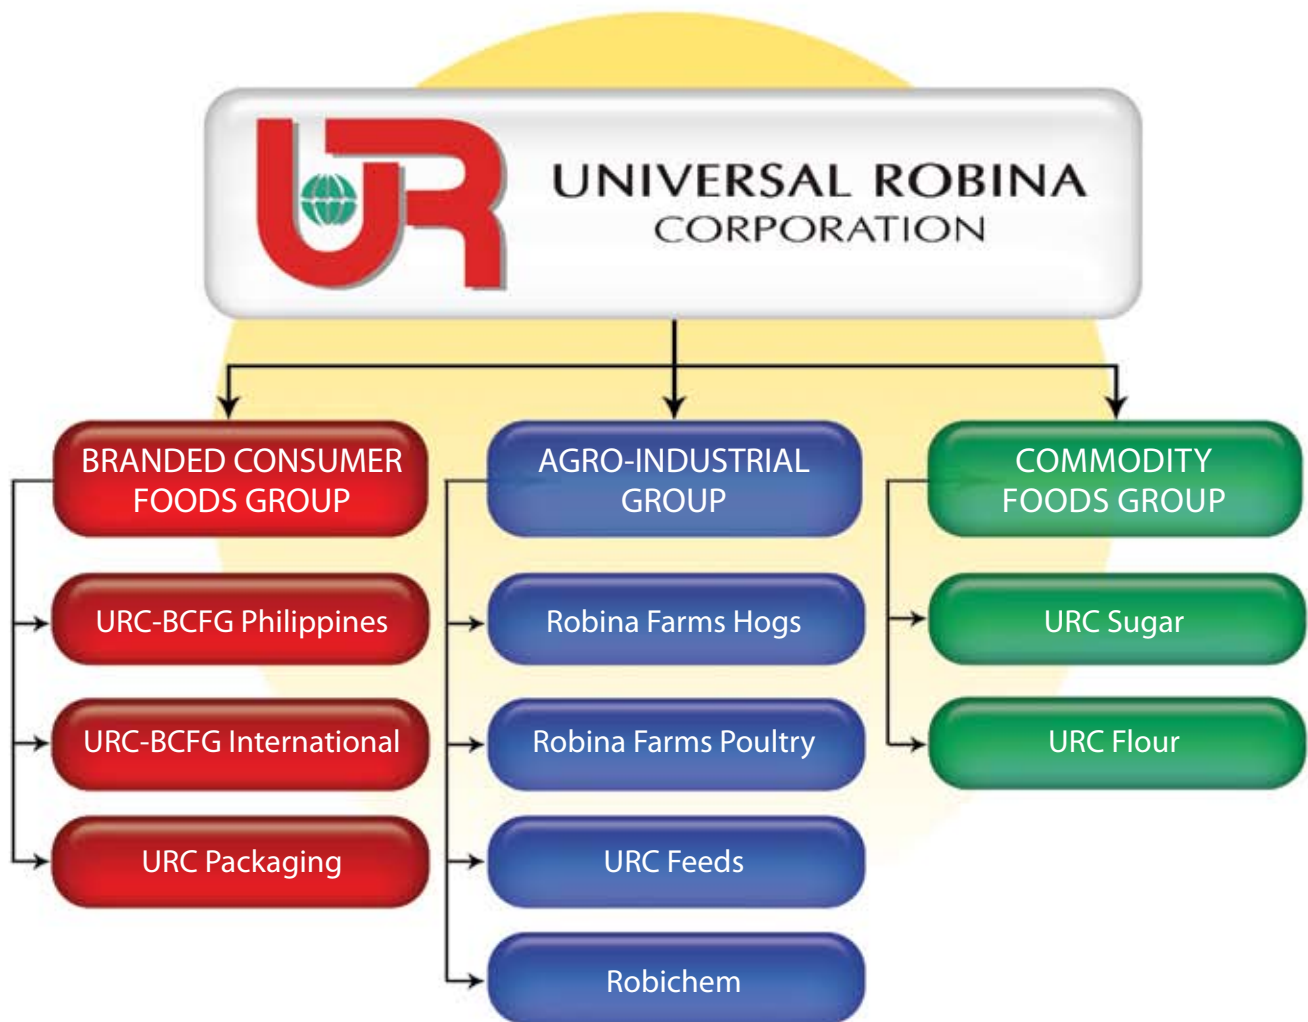 UR
UNIVERSAL ROBINA
CORPORATION
BRANDED CONSUMER
FOODS GROUP
URC-BCFG Philippines
URC-BCFG International
URC Packaging
AGRO-INDUSTRIAL
GROUP
Robina Farms Hogs
Robina Farms Poultry
URC Feeds
Robichem
COMMODITY
FOODS GROUP
URC Sugar
URC Flour